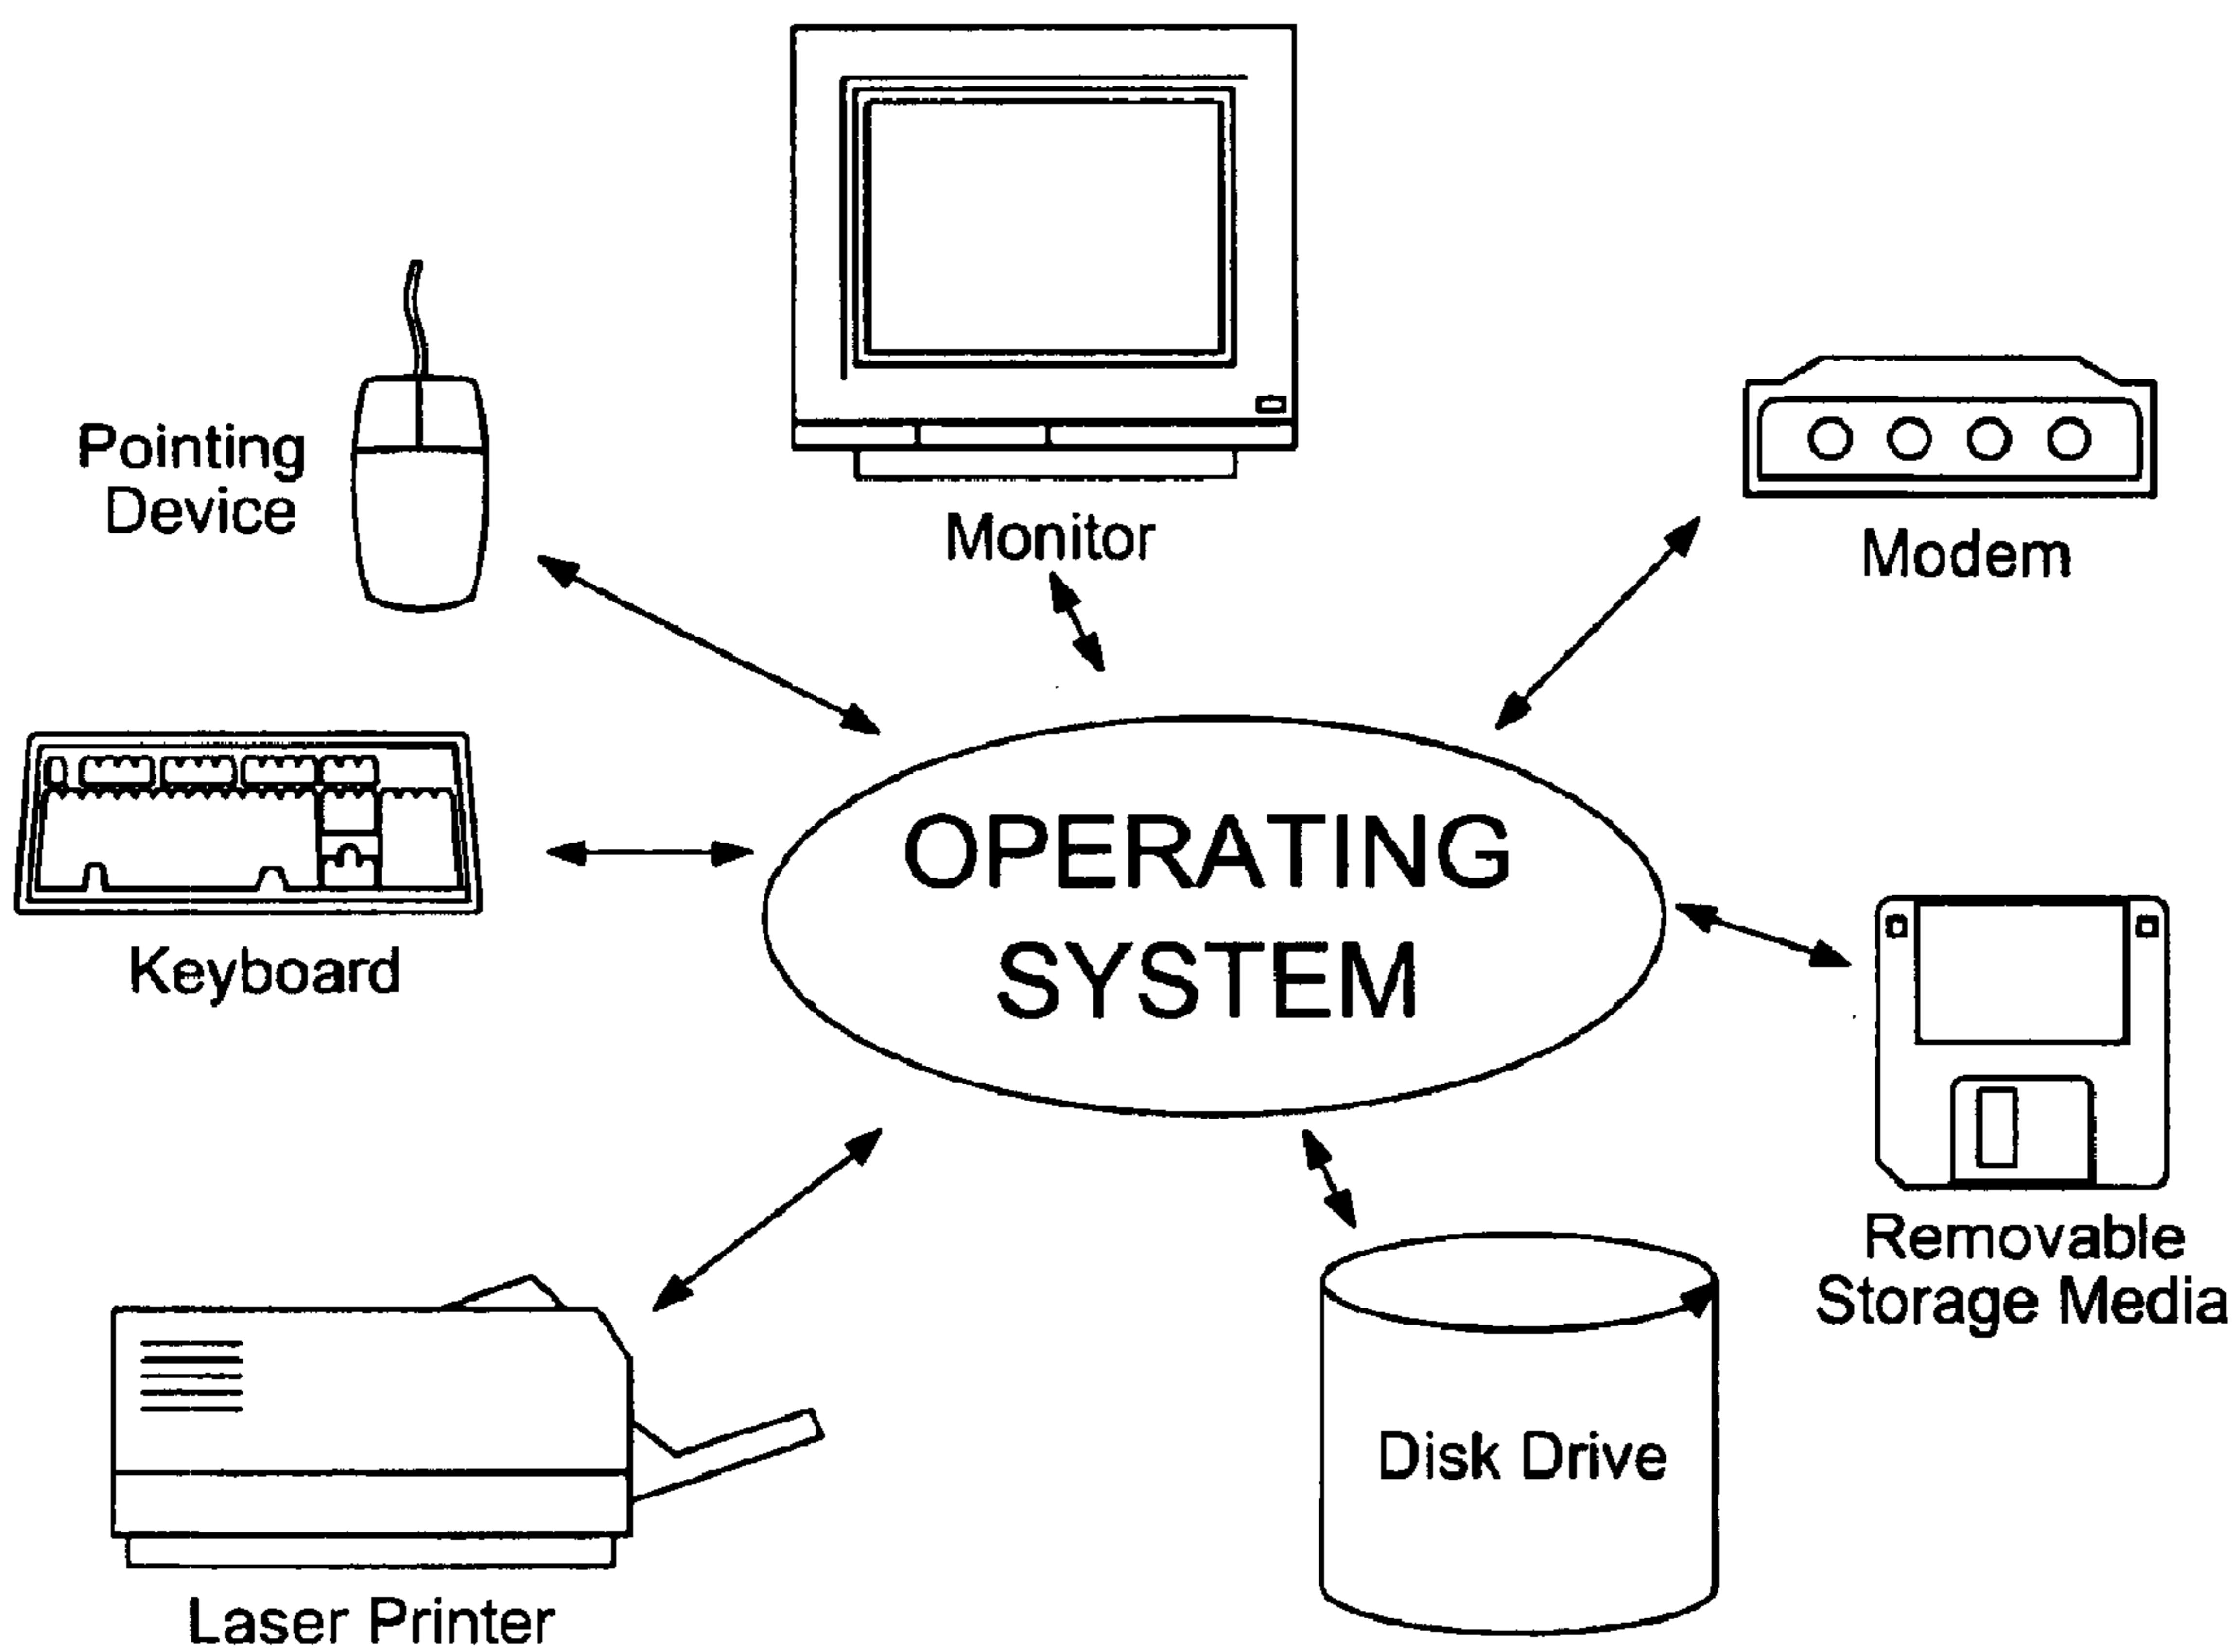 Monitor
Pointing
Device
Modem
Keyboard
OPERATING
SYSTEM
Removable
Storage Media
Disk Drive
Laser Printer